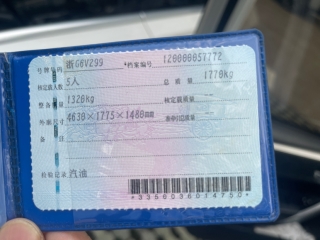 号牌号码 浙G6V299 档案编号 120000057772
核定载人数 5人 总质量 1770kg
整备质量 1320kg 核定载质量 --
外廓尺寸 4630×1775×1480mm 准牵引总质量 --
备注
检验记录 汽油
*3350603014750*